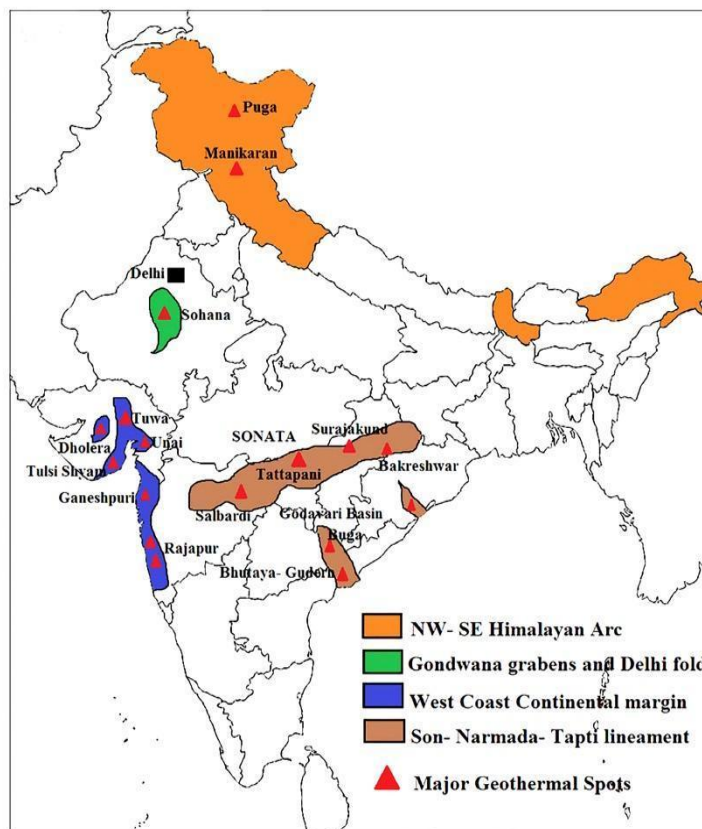 Puga
Manikaran
Delhi
Sohana
Tuwa
Surajakund
Dholera
Unai
SONATA
Bakreshwar
Tulsi Shyam
Tattapani
Ganeshpuri
Salbardi
Godavari Basin
Buga
Rajapur
Bhutaya- Gudem
NW- SE Himalayan Arc
Gondwana grabens and Delhi fold
West Coast Continental margin
Son- Narmada- Tapti lineament
Major Geothermal Spots